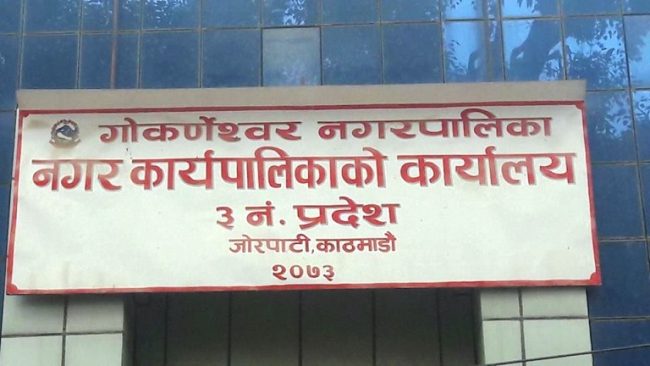 गोकर्णेश्वर नगरपालिका
नगर कार्यपालिकाको कार्यालय
३ नं. प्रदेश
जोरपाटी,काठमाडौं
२०७३